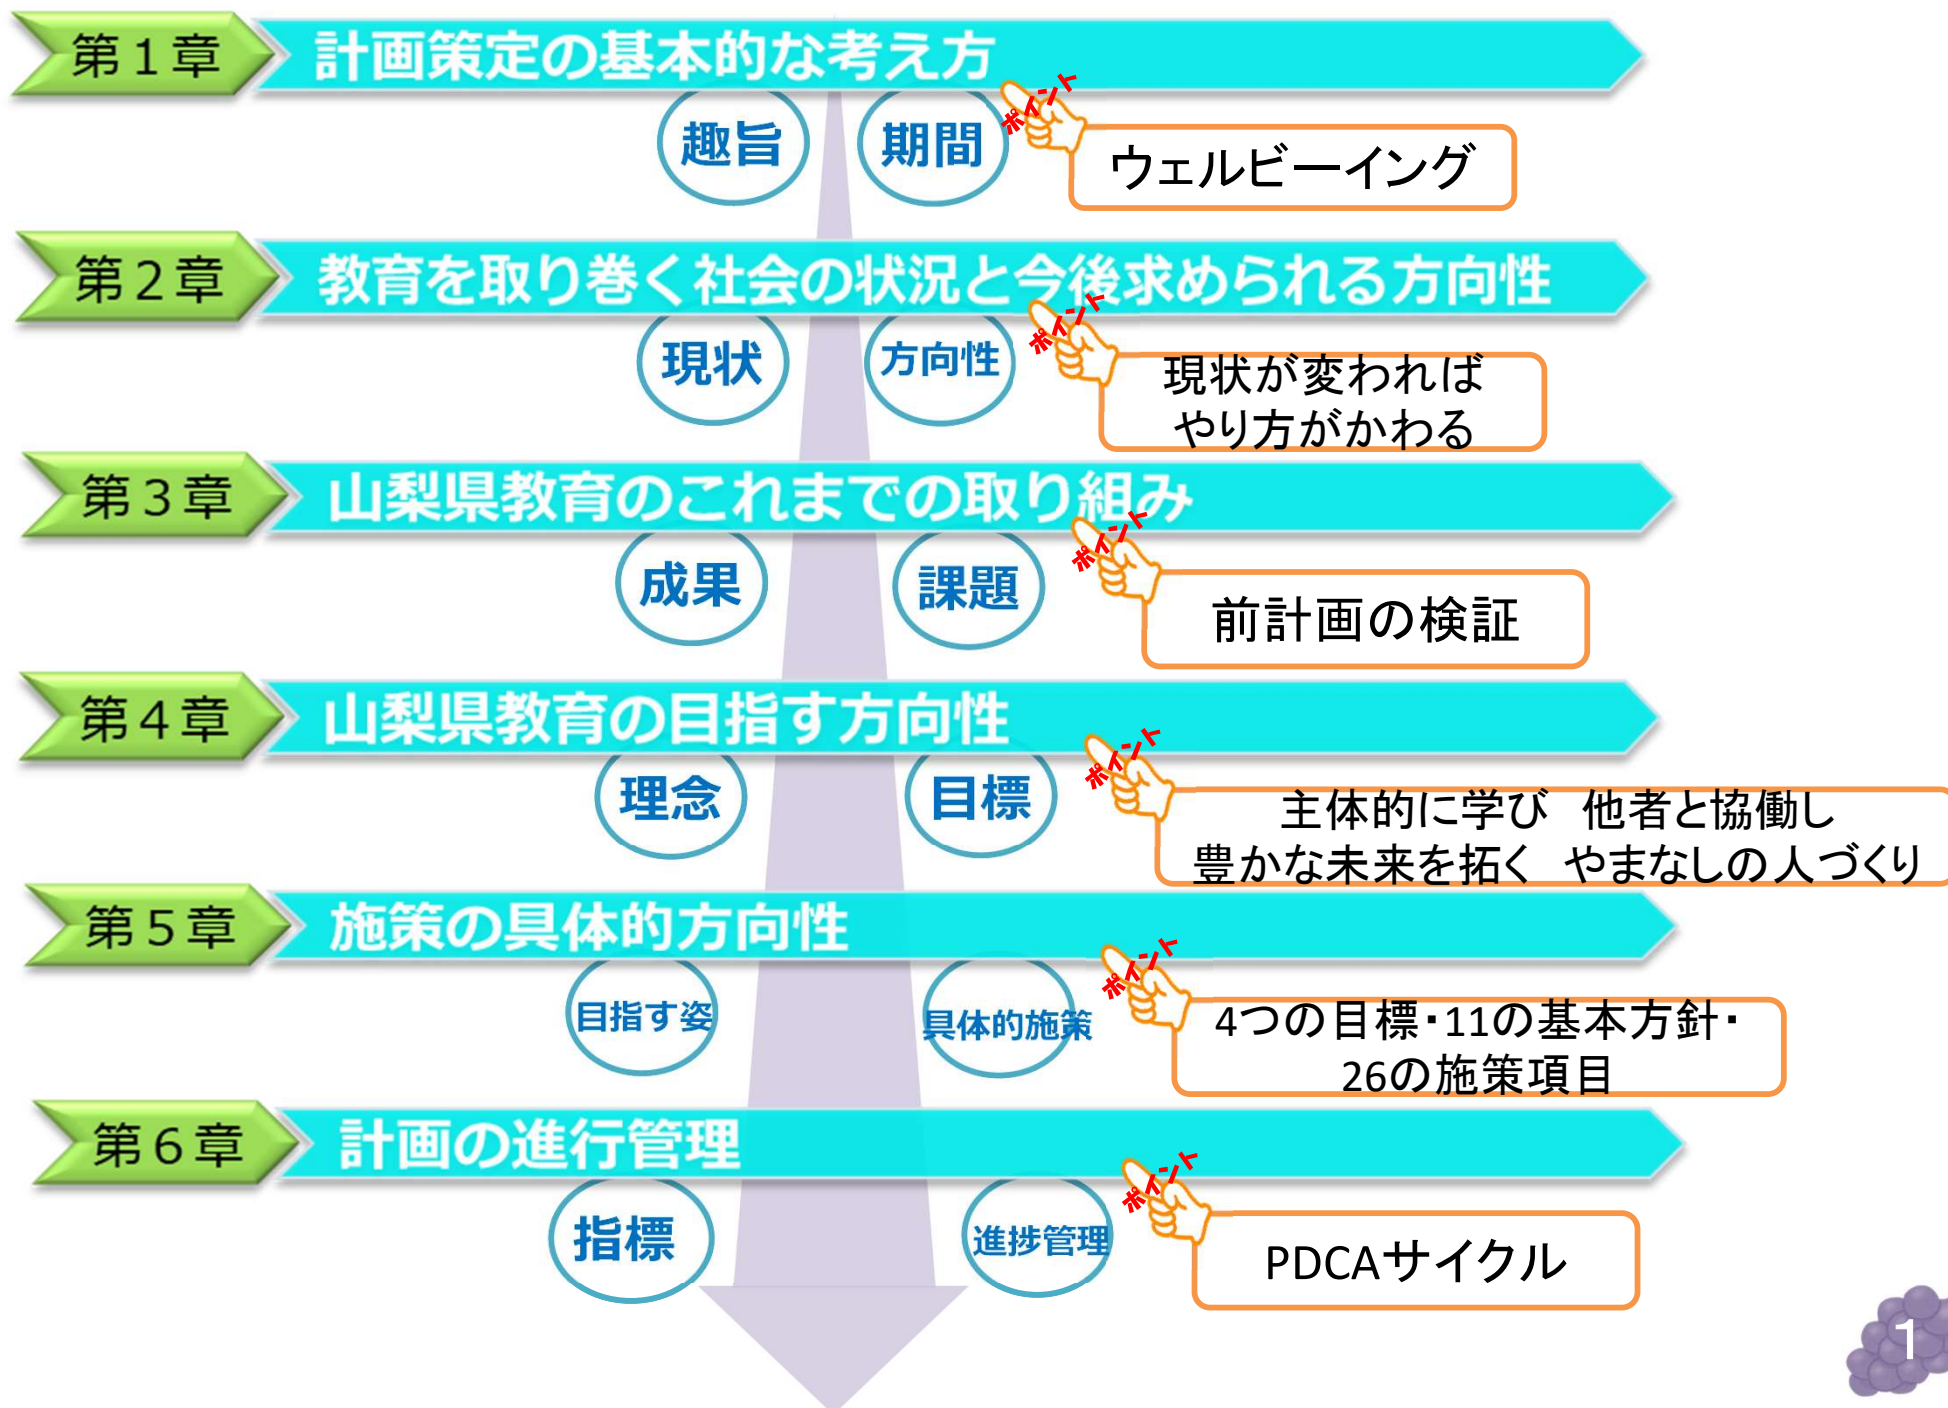 第1章
計画策定の基本的な考え方
趣旨
期間
ポイント
ウェルビーイング
第2章
教育を取り巻く社会の状況と今後求められる方向性
現状
方向性
ポイント
現状が変われば
やり方がかわる
第3章
山梨県教育のこれまでの取り組み
成果
課題
ポイント
前計画の検証
第4章
山梨県教育の目指す方向性
理念
目標
ポイント
主体的に学び　他者と協働し
豊かな未来を拓く　やまなしの人づくり
第5章
施策の具体的方向性
目指す姿
具体的施策
ポイント
4つの目標・11の基本方針・
26の施策項目
第6章
計画の進行管理
指標
進捗管理
ポイント
PDCAサイクル
1